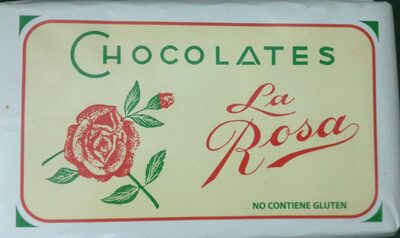 CHOCOLATES
La
Rosa
NO CONTIENE GLUTEN